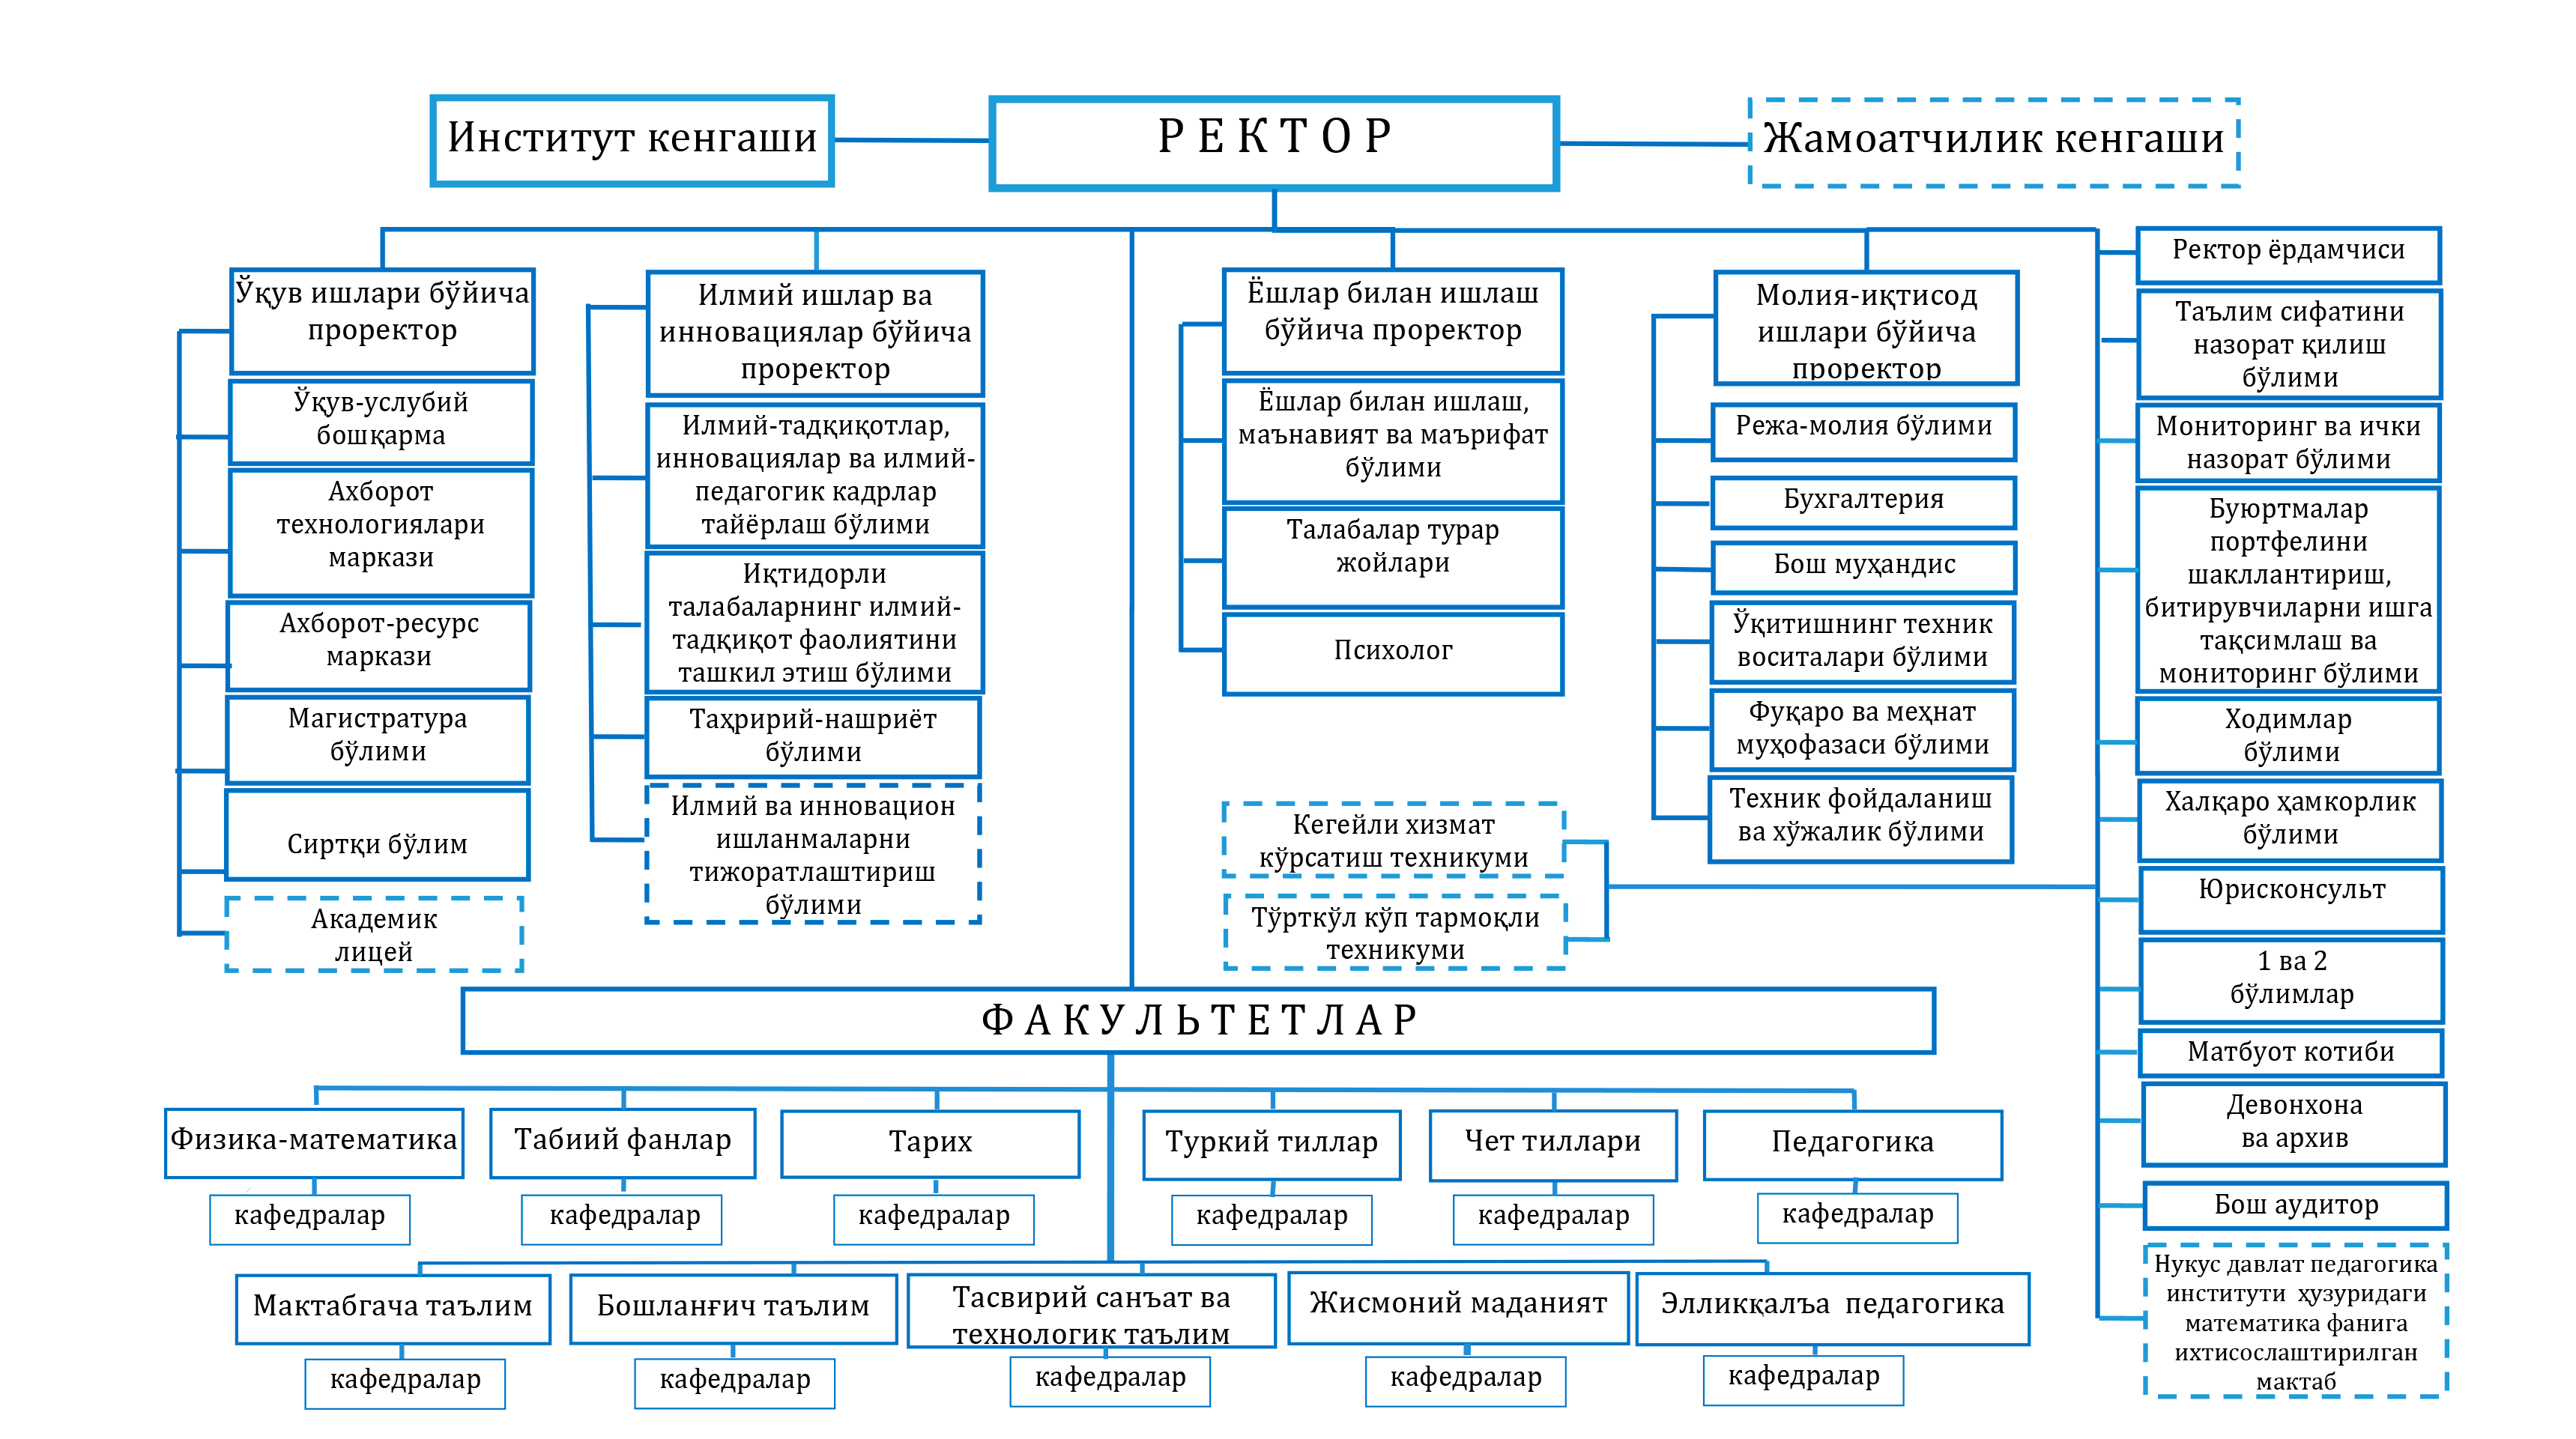 Институт кенгаши
РЕКТОР
Жамоатчилик кенгаши
Ўқув ишлари бўйича
проректор
Ўқув-услубий
бошқарма
Ахборот
технологиялари
маркази
Ахборот-ресурс
маркази
Магистратура
бўлими
Сиртқи бўлим
Академик
лицей
Илмий ишлар ва
инновациялар бўйича
проректор
Илмий-тадқиқотлар,
инновациялар ва илмий-
педагогик кадрлар
тайёрлаш бўлими
Иқтидорли
талабаларнинг илмий-
тадқиқот фаолиятини
ташкил этиш бўлими
Таҳририй-нашриёт
бўлими
Илмий ва инновацион
ишланмаларни
тижоратлаштириш
бўлими
Ёшлар билан ишлаш
бўйича проректор
Ёшлар билан ишлаш,
маънавият ва маърифат
бўлими
Талабалар турар
жойлари
Психолог
Кегейли хизмат
кўрсатиш техникуми
Тўрткўл кўп тармоқли
техникуми
Молия-иқтисод
ишлари бўйича
проректор
Режа-молия бўлими
Бухгалтерия
Бош муҳандис
Ўқитишнинг техник
воситалари бўлими
Фуқаро ва меҳнат
муҳофазаси бўлими
Техник фойдаланиш
ва хўжалик бўлими
Ректор ёрдамчиси
Таълим сифатини
назорат қилиш
бўлими
Мониторинг ва ички
назорат бўлими
Буюртмалар
портфелини
шакллантириш,
битирувчиларни ишга
тақсимлаш ва
мониторинг бўлими
Ходимлар
бўлими
Халқаро ҳамкорлик
бўлими
Юрисконсульт
1 ва 2
бўлимлар
Матбуот котиби
Девонхона
ва архив
Бош аудитор
Нукус давлат педагогика
институти ҳузуридаги
математика фанига
ихтисослаштирилган
мактаб
ФАКУЛЬТЕТЛАР
Физика-математика
Табиий фанлар
Тарих
Туркий тиллар
Чет тиллари
Педагогика
кафедралар
кафедралар
кафедралар
кафедралар
кафедралар
кафедралар
Мактабгача таълим
Бошланғич таълим
Тасвирий санъат ва
технологик таълим
Жисмоний маданият
Элликқалъа педагогика
кафедралар
кафедралар
кафедралар
кафедралар
кафедралар